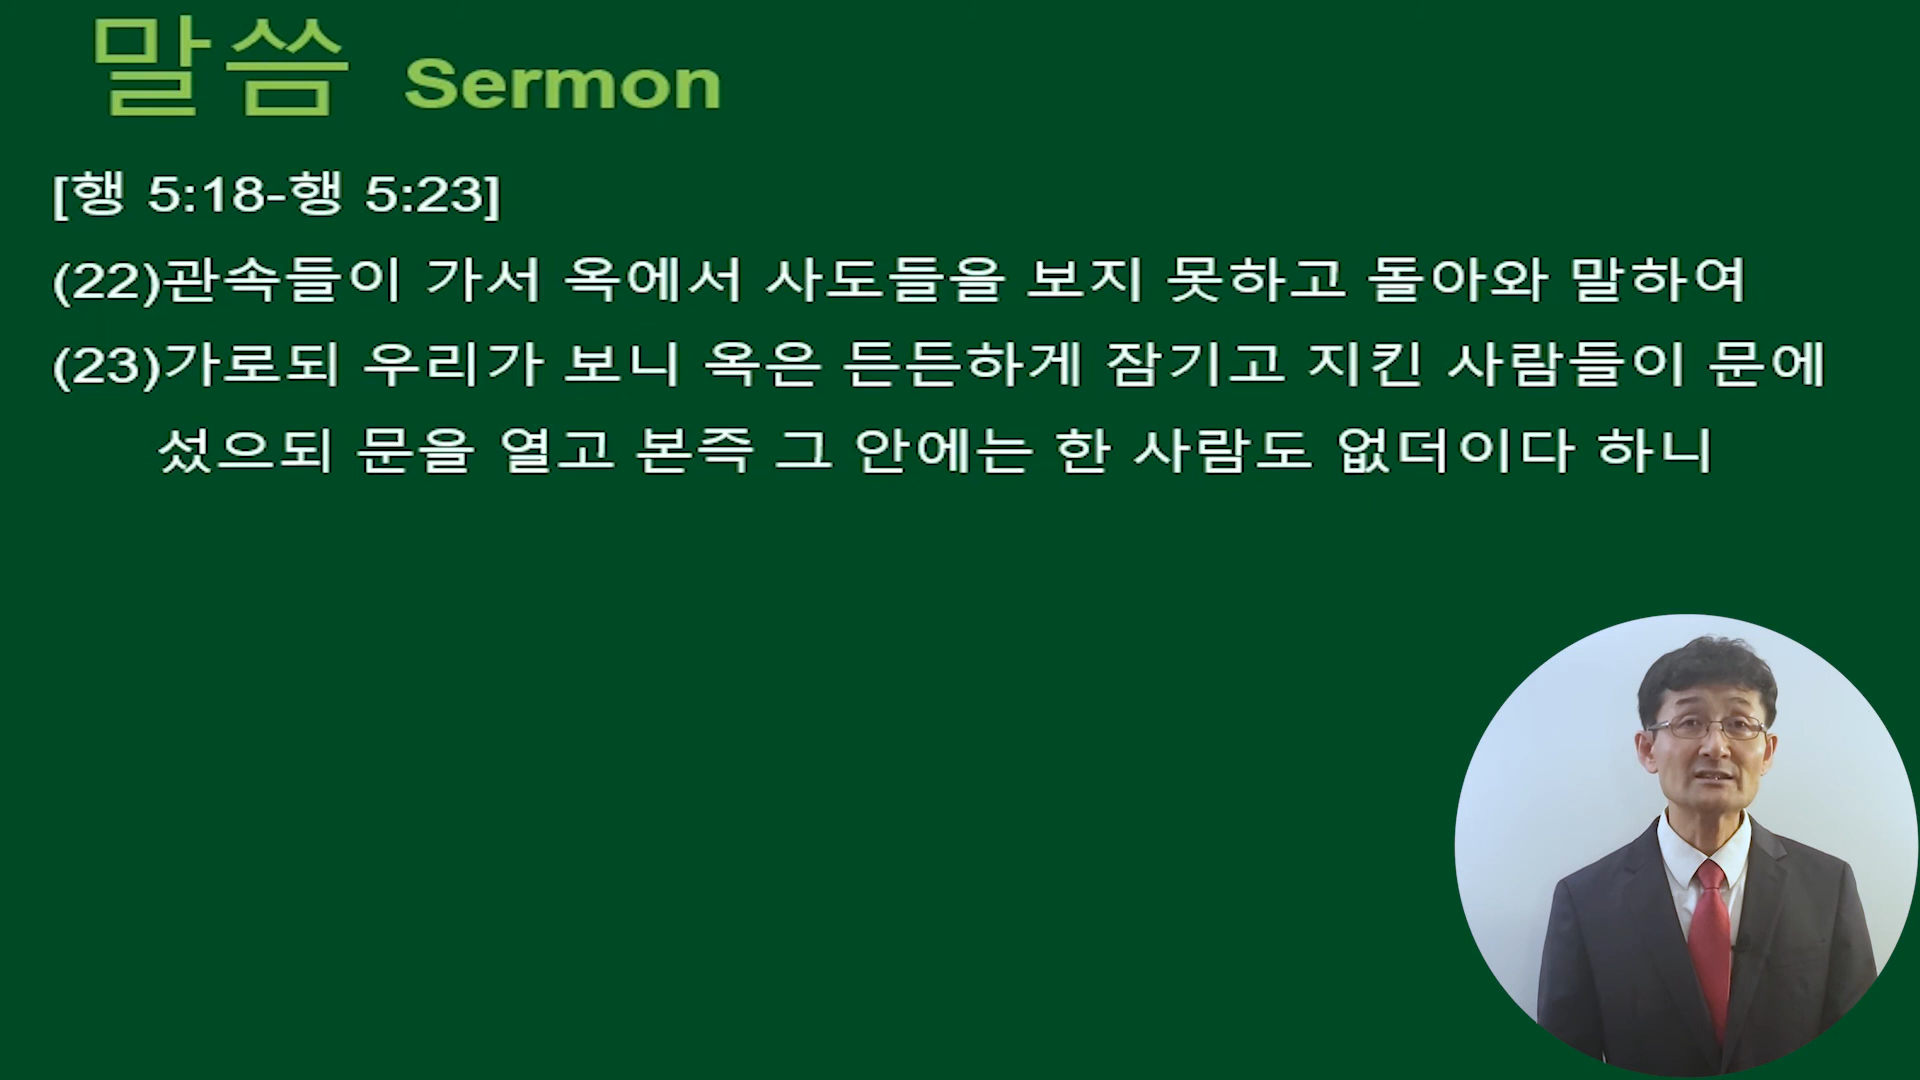 말씀 Sermon
[행 5:18-행 5:23]
(22)관속들이 가서 옥에서 사도들을 보지 못하고 돌아와 말하여
(23)가로되 우리가 보니 옥은 든든하게 잠기고 지킨 사람들이 문에
섰으되 문을 열고 본즉 그 안에는 한 사람도 없더이다 하니